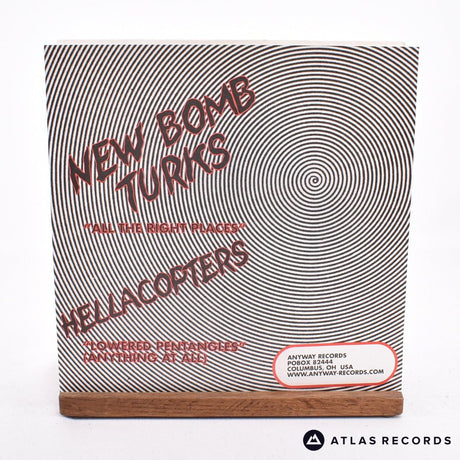 NEW BOMB
TURKS
"ALL THE RIGHT PLACES"
HELLACOPTERS
"LOWERED PENTANGLES"
(ANYTHING AT ALL)
ANYWAY RECORDS
POBOX 82444
COLUMBUS, OH USA
WWW.ANYWAY-RECORDS.COM
ATLAS RECORDS